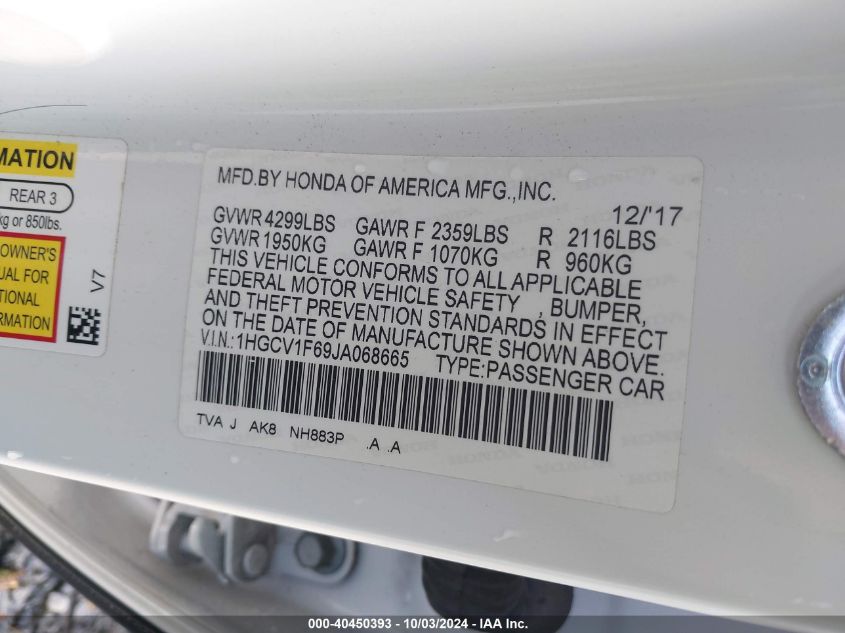 MATION
REAR 3
kg or 850lbs.
OWNER'S
UAL FOR
TIONAL
ORMATION
V7
MFD.BY HONDA OF AMERICA MFG.,INC.
12/'17
GVWR 4299LBS GAWR F 2359LBS R 2116LBS
GVWR 1950KG GAWR F 1070KG R 960KG
THIS VEHICLE CONFORMS TO ALL APPLICABLE
FEDERAL MOTOR VEHICLE SAFETY , BUMPER,
AND THEFT PREVENTION STANDARDS IN EFFECT
ON THE DATE OF MANUFACTURE SHOWN ABOVE.
V.I.N.:1HGCV1F69JA068665 TYPE:PASSENGER CAR
TVA J AK8 NH883P .A .A
000-40450393 - 10/03/2024 - IAA Inc.